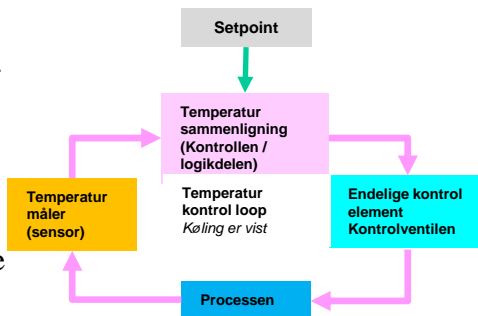 Setpoint
Temperatur
sammenligning
(Kontrollen /
logikdelen)
Temperatur
måler
(sensor)
Temperatur
kontrol loop
Køling er vist
Endelige kontrol
element
Kontrolventilen
e
Processen